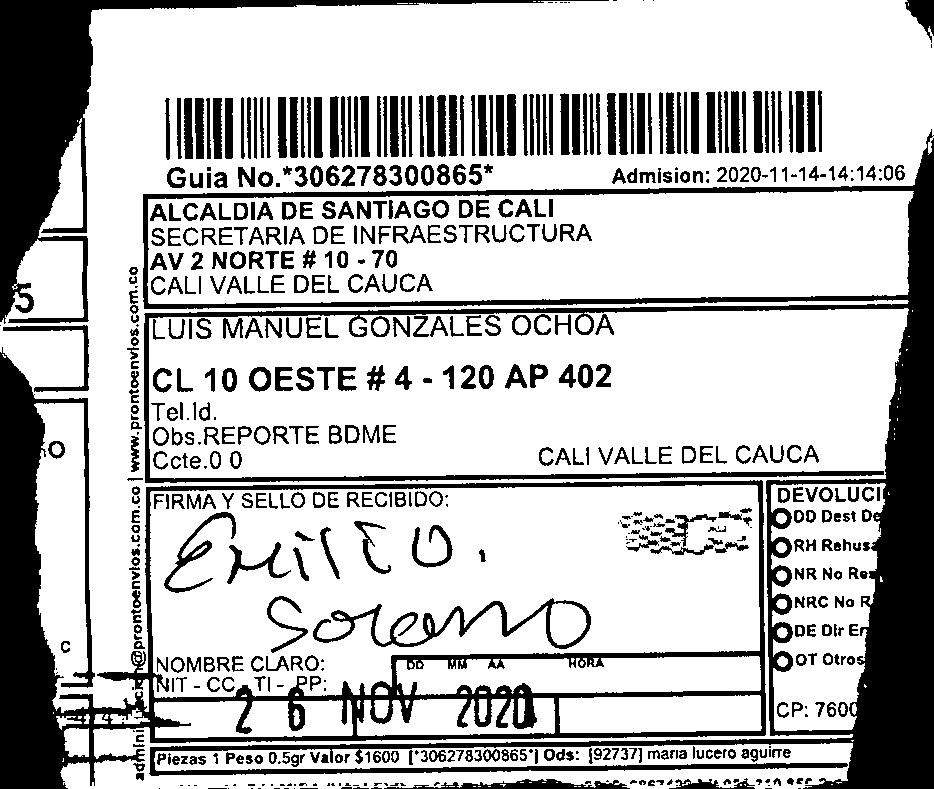 Guia No.*306278300865*
Admision: 2020-11-14-14:14:06
ALCALDIA DE SANTIAGO DE CALI
SECRETARIA DE INFRAESTRUCTURA
AV 2 NORTE # 10 - 70
CALI VALLE DEL CAUCA
LUIS MANUEL GONZALES OCHOA
CL 10 OESTE # 4 - 120 AP 402
Tel.Id.
Obs.REPORTE BDME
Ccte.0 0
CALI VALLE DEL CAUCA
@prontoenvios.com.co | www.prontoenvios.com.co
5
O
C
FIRMA Y SELLO DE RECIBIDO:
Emilio.
Solano
NOMBRE CLARO:
NIT - CC - TI - PP:
DD MM AA HORA
26 NOV 2020
DEVOLUCI
DD Dest De
RH Rehusa
NR No Res
NRC No R
DE Dir Er
OT Otros
CP: 7600
Piezas 1 Peso 0.5gr Valor $1600 [*306278300865*] Ods: [92737] maria lucero aguirre